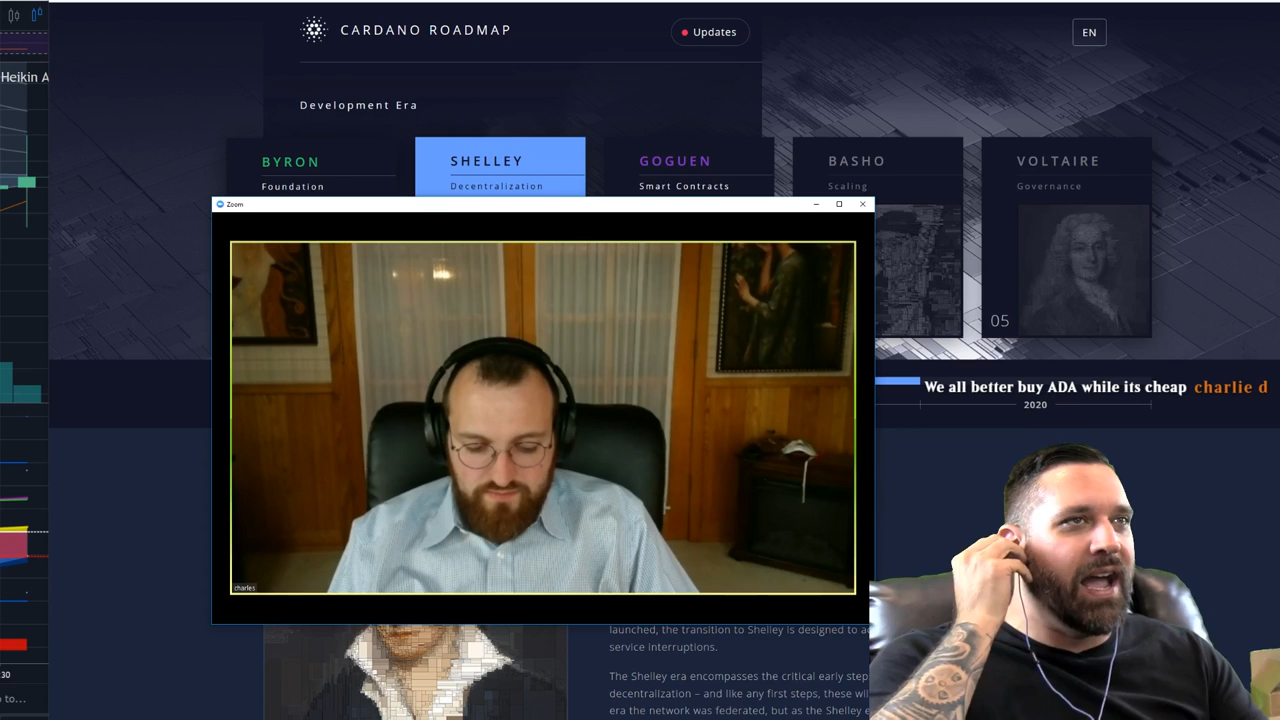 CARDANO ROADMAP
Updates
EN
Heikin A
Development Era
BYRON
Foundation
SHELLEY
Decentralization
GOGUEN
Smart Contracts
BASHO
Scaling
VOLTAIRE
Governance
Zoom
05
We all better buy ADA while its cheap charlie d
2020
charles
launched, the transition to Shelley is designed to
service interruptions.
The Shelley era encompasses the critical early step
decentralization – and like any first steps, these wil
era the network was federated, but as the Shelley e
:30
to...